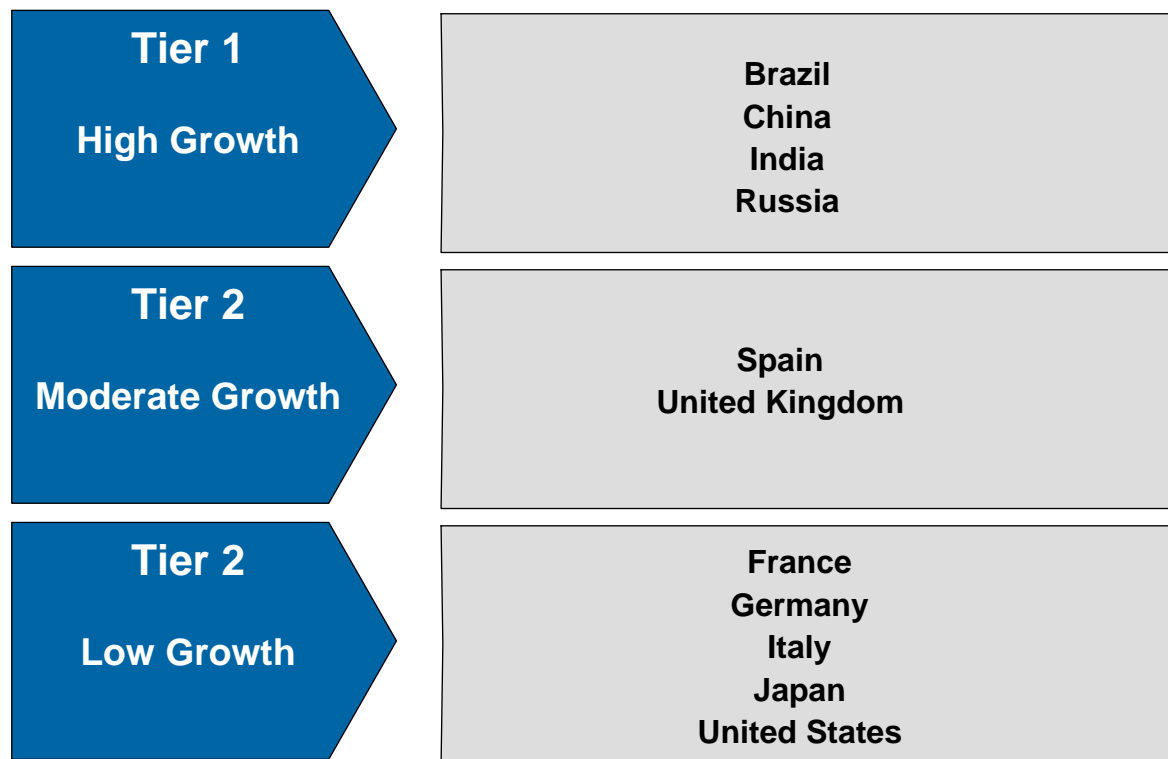 Tier 1
High Growth
Brazil
China
India
Russia
Tier 2
Moderate Growth
Spain
United Kingdom
Tier 2
Low Growth
France
Germany
Italy
Japan
United States